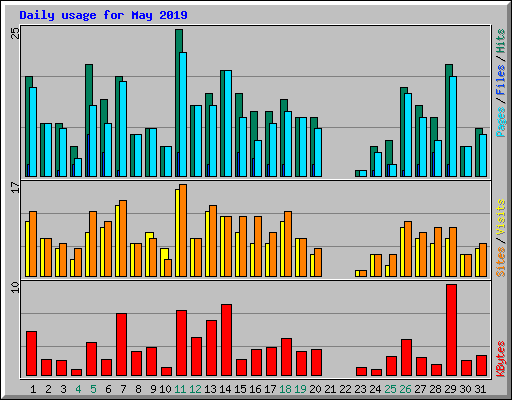 Daily usage for May 2019
25
Pages / Files / Hits
17
Sites / Visits
10
KBytes
1 2 3 4 5 6 7 8 9 10 11 12 13 14 15 16 17 18 19 20 21 22 23 24 25 26 27 28 29 30 31